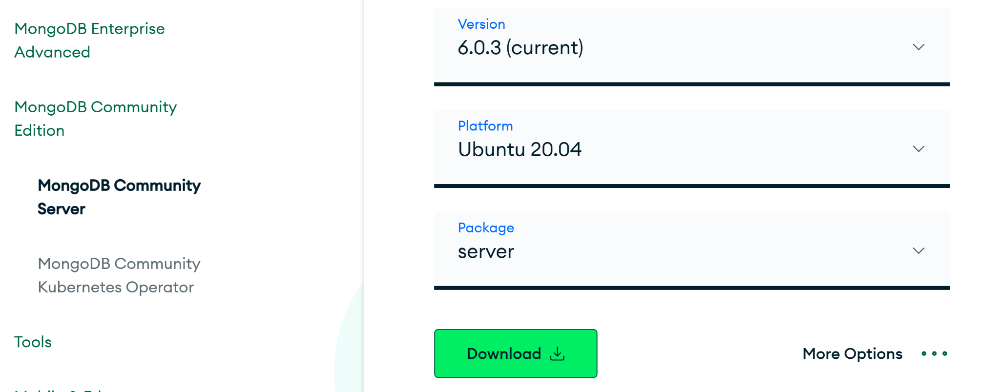 MongoDB Enterprise
Advanced
MongoDB Community
Edition
MongoDB Community
Server
MongoDB Community
Kubernetes Operator
Tools
Version
6.0.3 (current)
Platform
Ubuntu 20.04
Package
server
Download
More Options